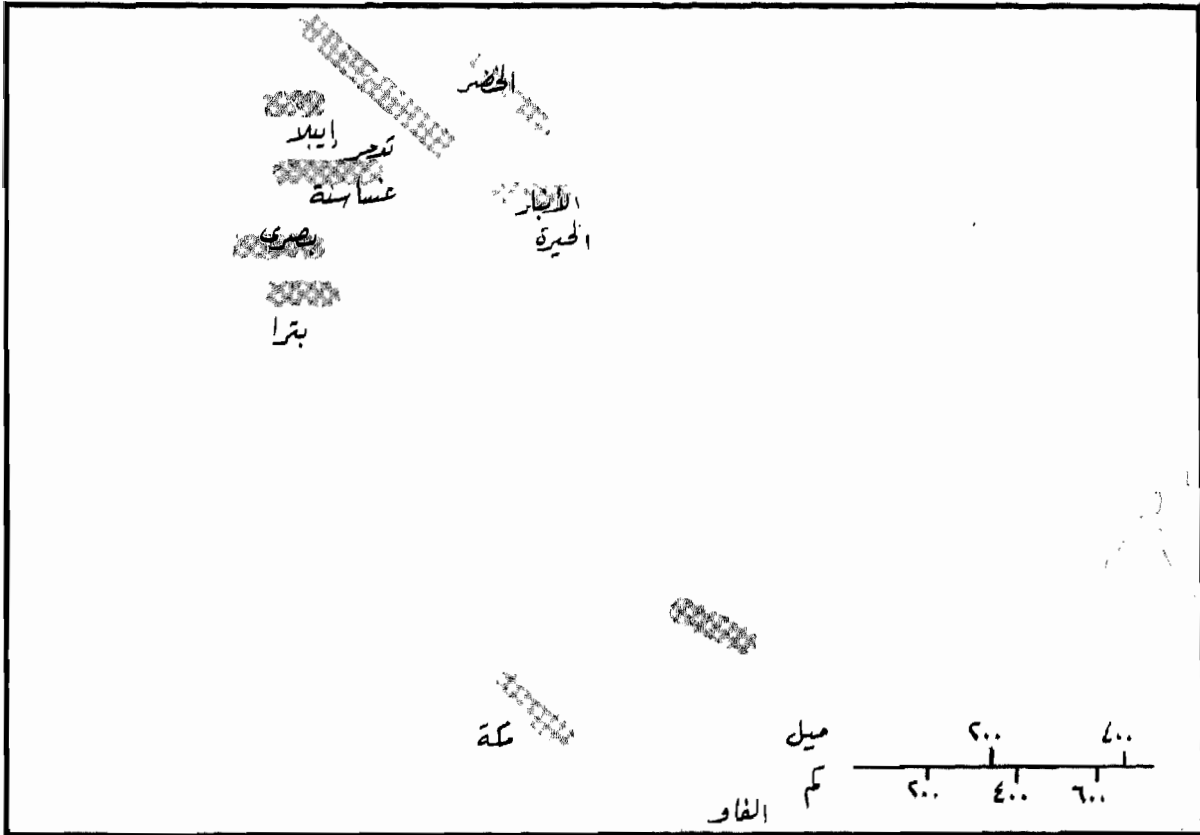 الحضر
إيبلا
تدمر
غساسنة
الأنبار
الحيرة
بصرى
بترا
مكة
ميل ٢٠٠ ٤٠٠
كم ٢٠٠ ٤٠٠ ٦٠٠
الفاو